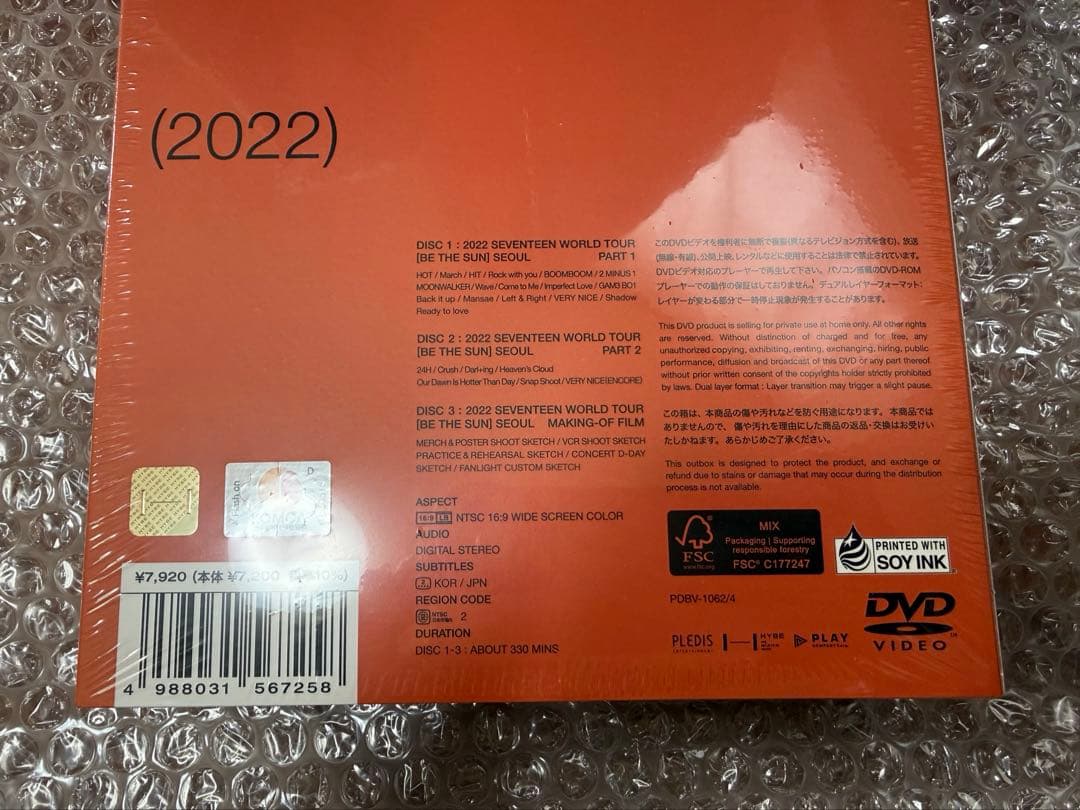 (2022)
DISC 1 : 2022 SEVENTEEN WORLD TOUR
[BE THE SUN] SEOUL PART 1
HOT / March / HIT / Rock with you / BOOMBOOM / 2 MINUS 1
MOONWALKER / Wave / Come to Me / Imperfect Love / GAM3 BO1
Back it up / Mansae / Left & Right / VERY NICE / Shadow
Ready to love
DISC 2 : 2022 SEVENTEEN WORLD TOUR
[BE THE SUN] SEOUL PART 2
24H / Crush / Darl+ing / Heaven's Cloud
Our Dawn Is Hotter Than Day / Snap Shoot / VERY NICE(ENCORE)
DISC 3 : 2022 SEVENTEEN WORLD TOUR
[BE THE SUN] SEOUL MAKING-OF FILM
MERCH & POSTER SHOOT SKETCH / VCR SHOOT SKETCH
PRACTICE & REHEARSAL SKETCH / CONCERT D-DAY
SKETCH / FANLIGHT CUSTOM SKETCH
ASPECT
16:9 LB NTSC 16:9 WIDE SCREEN COLOR
AUDIO
DIGITAL STEREO
SUBTITLES
2 KOR / JPN
REGION CODE
NTSC
日本市場向 2
DURATION
DISC 1-3 : ABOUT 330 MINS
このDVDビデオを権利者に無断で複製(異なるテレビジョン方式を含む)、放送
(無線・有線)、公開上映、レンタルなどに使用することは法律で禁止されています。
DVDビデオ対応のプレーヤーで再生して下さい。パソコン搭載のDVD-ROM
プレーヤーでの動作の保証はしておりません。デュアルレイヤーフォーマット:
レイヤーが変わる部分で一時停止現象が発生することがあります。
This DVD product is selling for private use at home only. All other rights
are reserved. Without distinction of charged and for free, any
unauthorized copying, exhibiting, renting, exchanging, hiring, public
performance, diffusion and broadcast of this DVD or any part thereof
without prior written consent of the copyrights holder strictly prohibited
by laws. Dual layer format : Layer transition may trigger a slight pause.
この箱は、本商品の傷や汚れなどを防ぐ用途になります。本商品では
ありませんので、傷や汚れを理由にした商品の返品・交換はお受けい
たしかねます。あらかじめご了承ください。
This outbox is designed to protect the product, and exchange or
refund due to stains or damage that may occur during the distribution
process is not available.
FSC
www.fsc.org
MIX
Packaging | Supporting
responsible forestry
FSC® C177247
PRINTED WITH
SOY INK
PDBV-1062/4
PLEDIS
ENTERTAINMENT
HYBE
PLAY
DVD
VIDEO
TM
¥7,920 (本体 ¥7,200 10%)
4 988031 567258